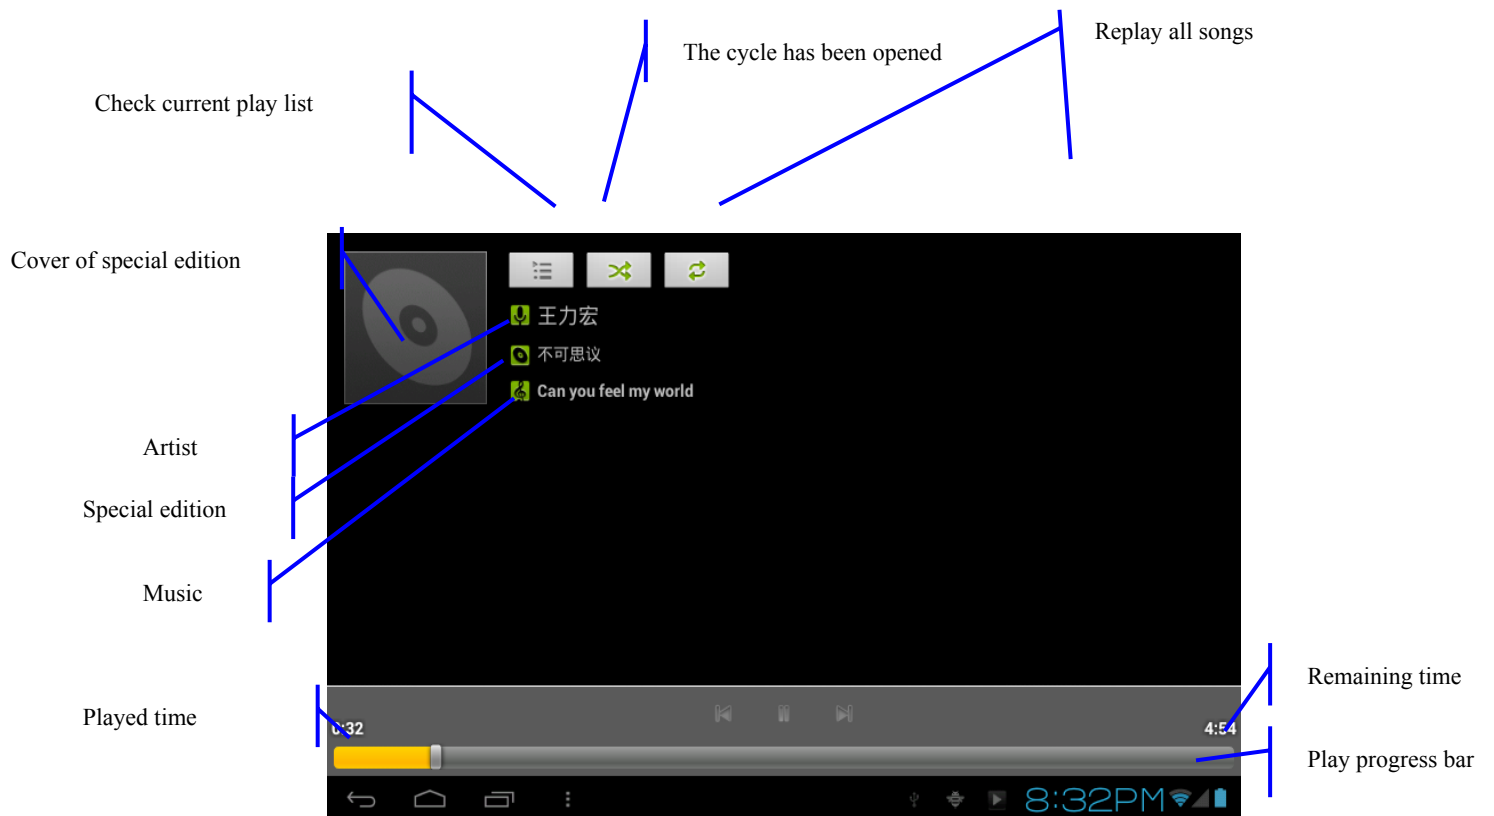 Replay all songs
The cycle has been opened
Check current play list
Cover of special edition
王力宏
不可思议
Can you feel my world
Artist
Special edition
Music
Remaining time
Played time
0:32
4:54
Play progress bar
8:32PM